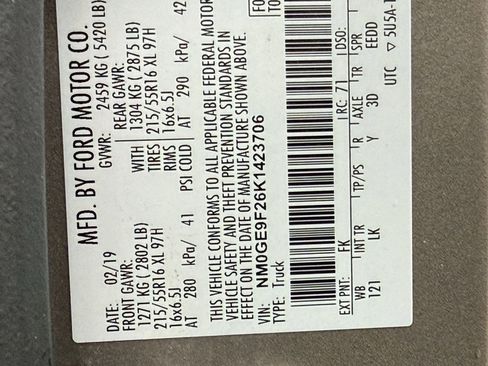 MFD. BY FORD MOTOR CO.
DATE: 02/19 GVWR: 2459 KG ( 5420 LB)
FRONT GAWR: REAR GAWR:
1271 KG ( 2802 LB) WITH 1304 KG ( 2875 LB)
215/55R16 XL 97H TIRES 215/55R16 XL 97H
16x6.5J RIMS 16x6.5J
AT 280 kPa/ 41 PSI COLD AT 290 kPa/ 42
THIS VEHICLE CONFORMS TO ALL APPLICABLE FEDERAL MOTOR
VEHICLE SAFETY AND THEFT PREVENTION STANDARDS IN
EFFECT ON THE DATE OF MANUFACTURE SHOWN ABOVE.
VIN: NM0GE9F26K1423706
TYPE: Truck
EXT PNT: FK RC: 71 DSO:
WB INT TR TP/PS R AXLE TR SPR
121 LK Y 3D EEDD
UTC ▽